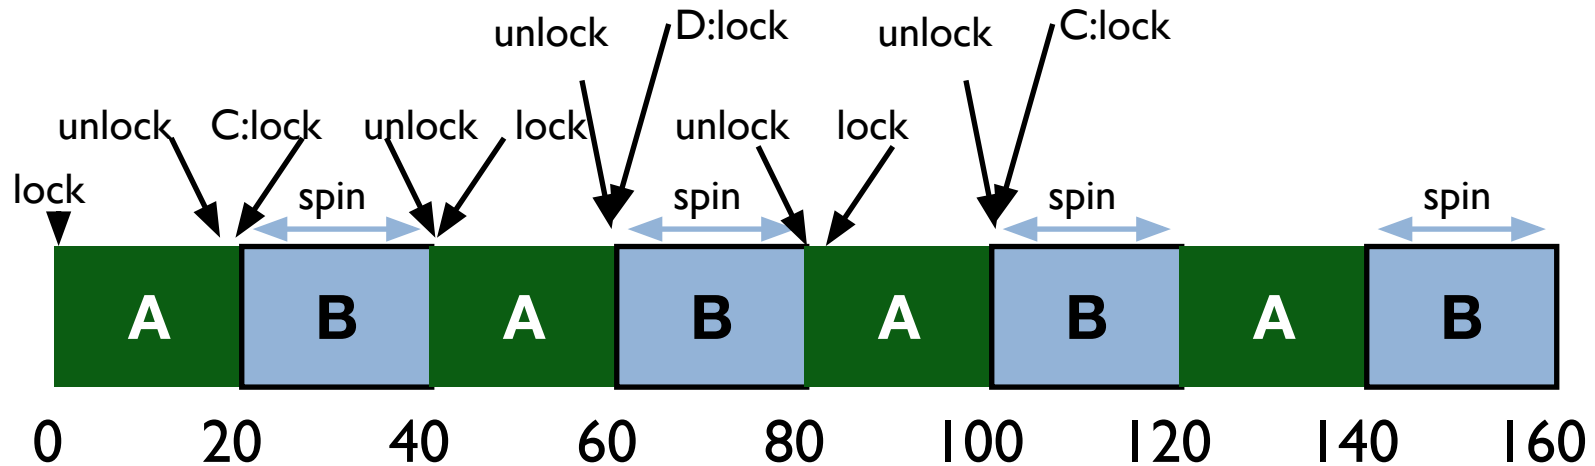 unlock D:lock unlock C:lock
unlock C:lock unlock lock unlock lock
lock spin spin spin spin
A B A B A B A B
0 20 40 60 80 100 120 140 160